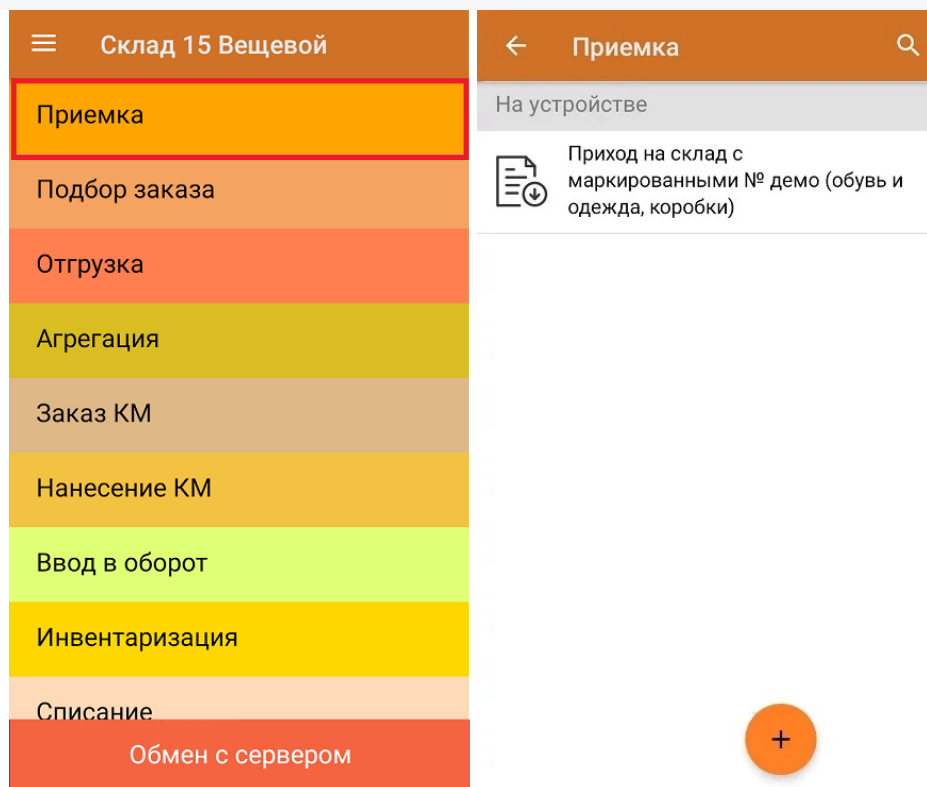 Склад 15 Вещевой
Приемка
Подбор заказа
Отгрузка
Агрегация
Заказ КМ
Нанесение КМ
Ввод в оборот
Инвентаризация
Списание
Обмен с сервером
Приемка
На устройстве
Приход на склад с
маркированными № демо (обувь и
одежда, коробки)